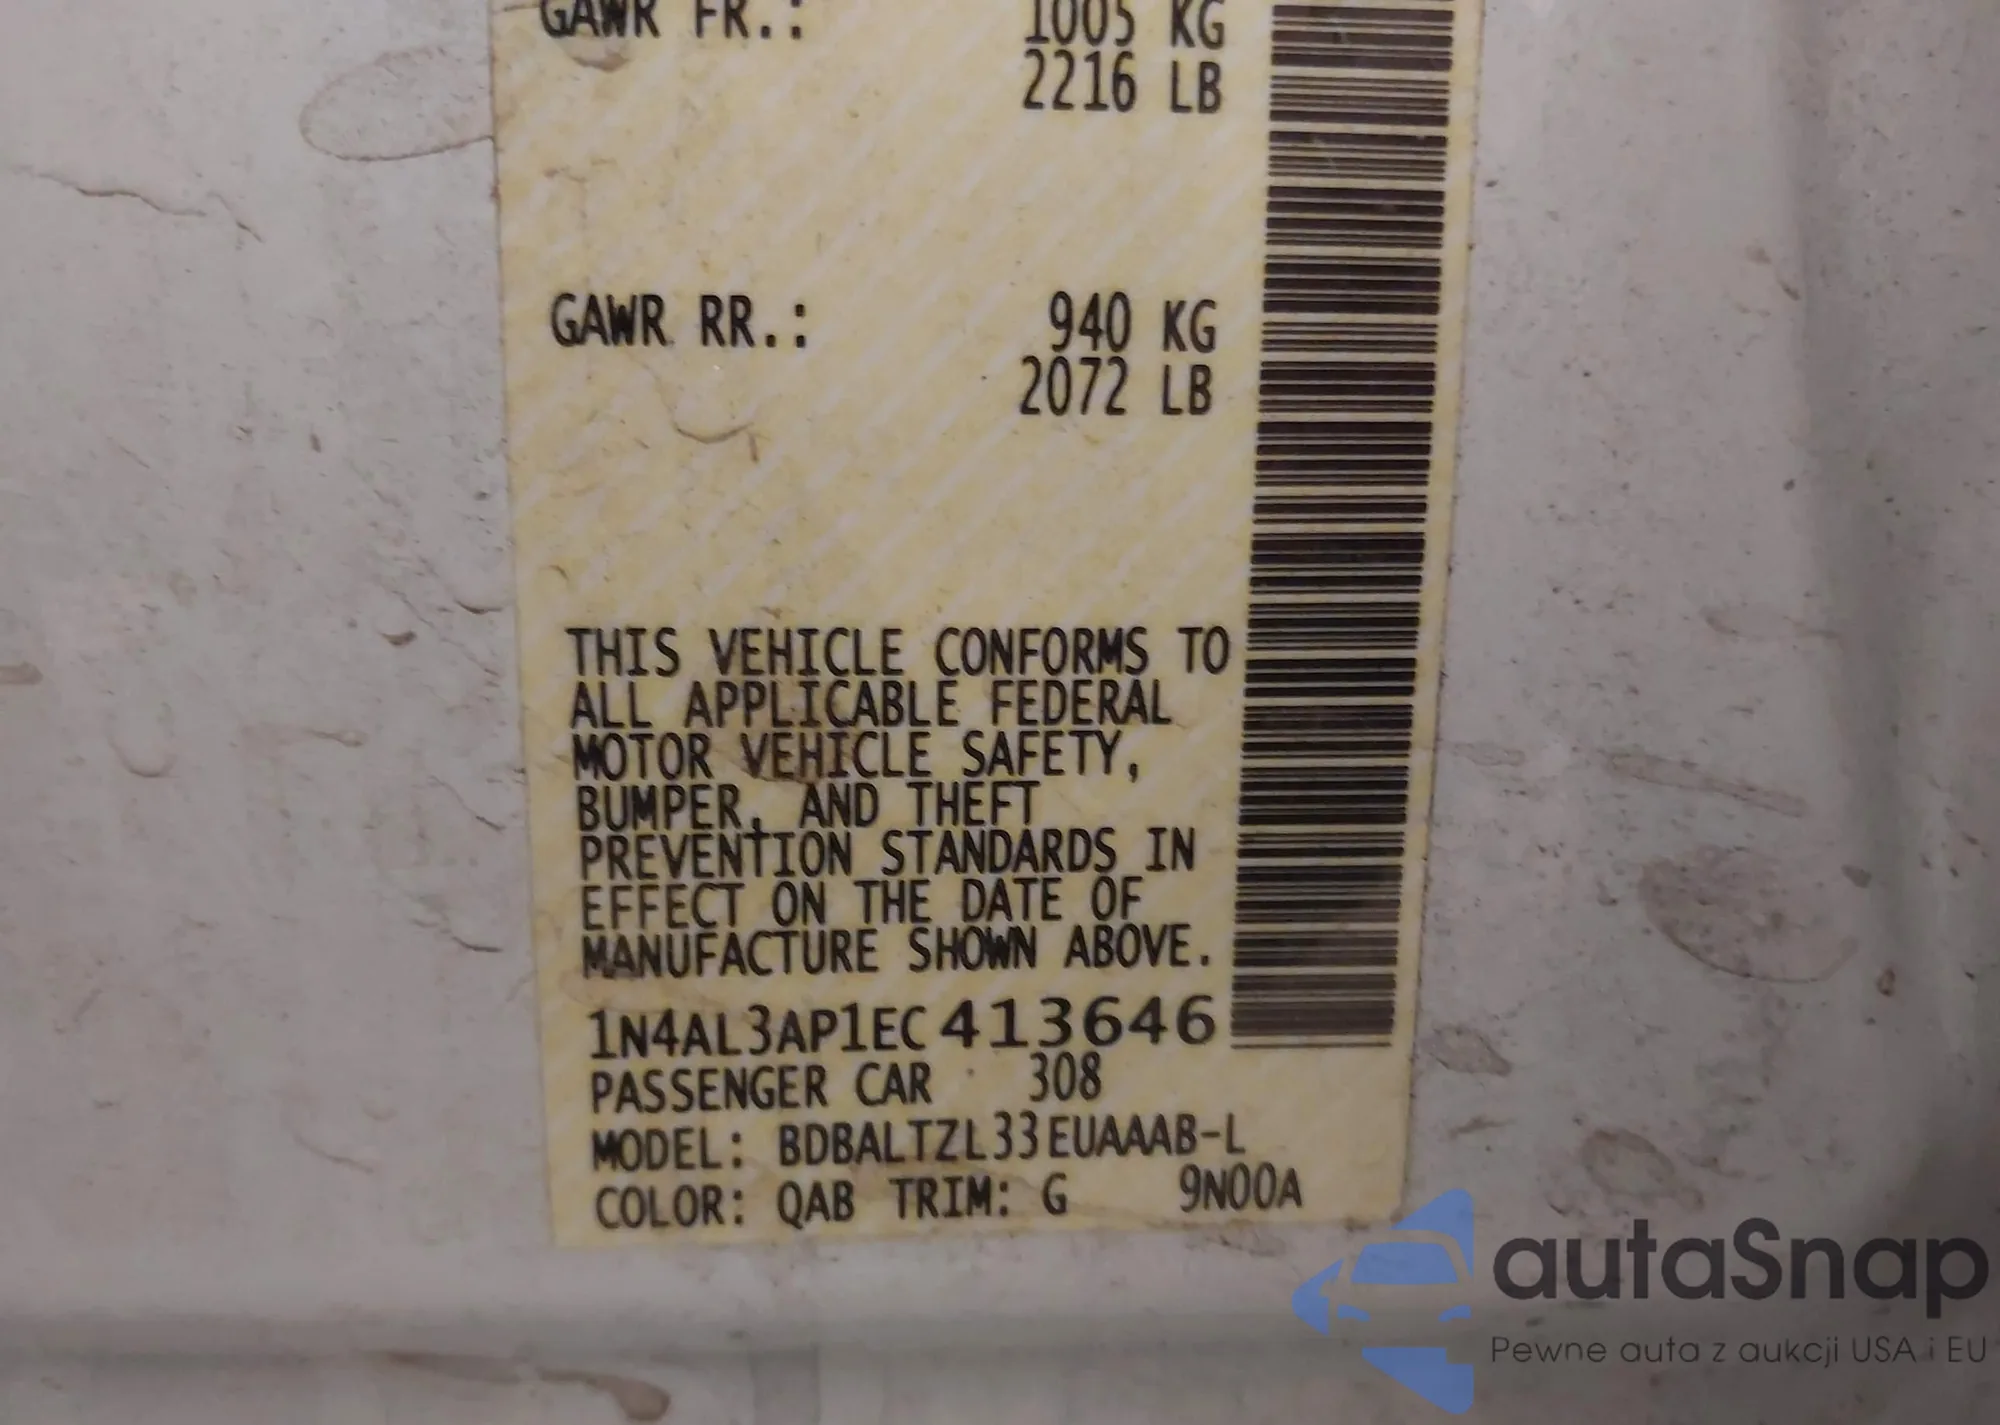 GAWR FR.: 1005 KG
2216 LB
GAWR RR.: 940 KG
2072 LB
THIS VEHICLE CONFORMS TO
ALL APPLICABLE FEDERAL
MOTOR VEHICLE SAFETY,
BUMPER, AND THEFT
PREVENTION STANDARDS IN
EFFECT ON THE DATE OF
MANUFACTURE SHOWN ABOVE.
1N4AL3AP1EC413646
PASSENGER CAR 308
MODEL: BDBALTZL33EUAAAB-L
COLOR: QAB TRIM: G 9N00A
autaSnap
Pewne auta z aukcji USA i EU